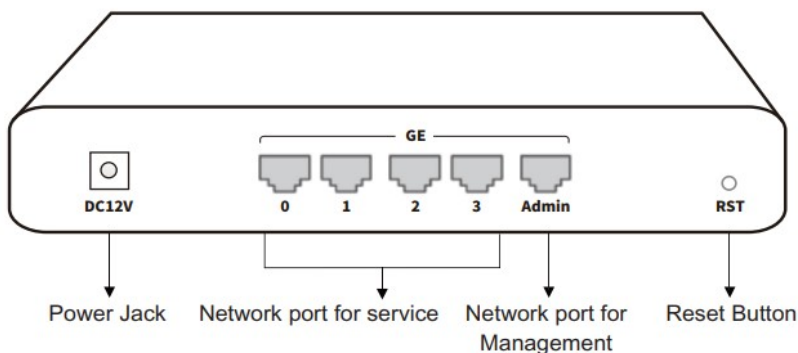 GE
DC12V
0 1 2 3 Admin
RST
Power Jack
Network port for service
Network port for
Management
Reset Button